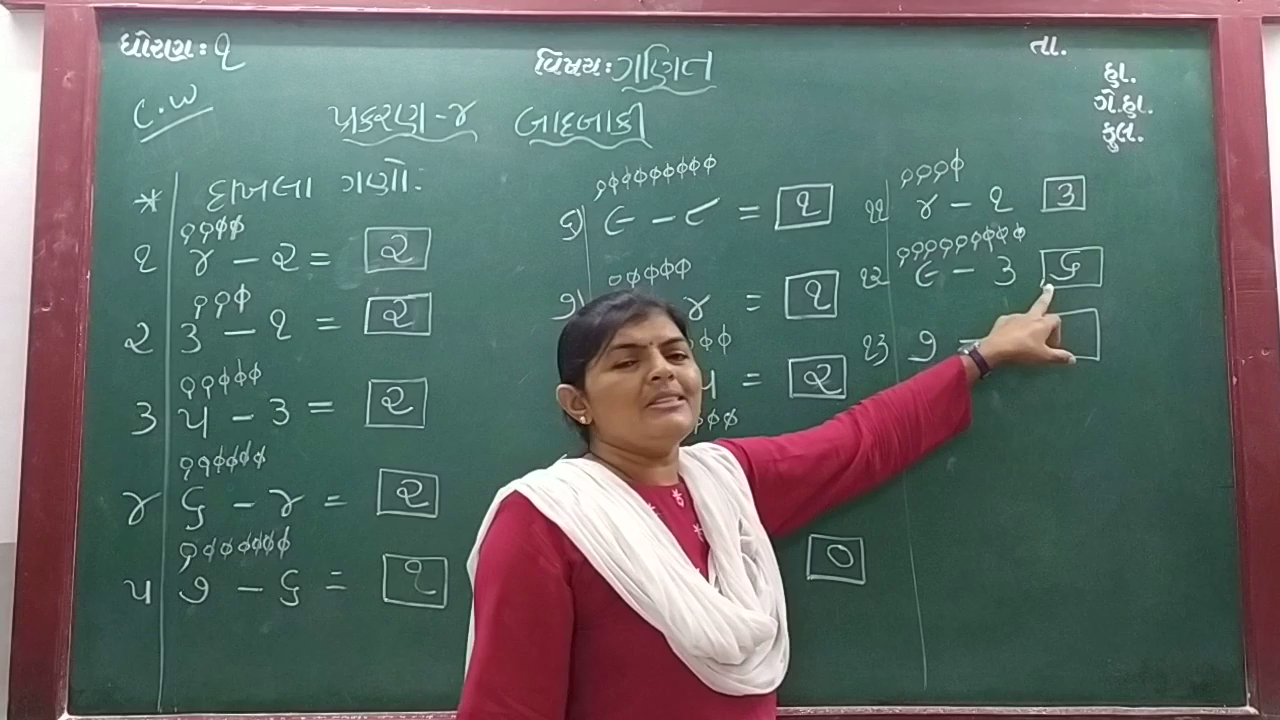 ધોરણ: ૧
વિષય: ગણિત
તા.
હા.
ગે.હા.
કુલ.
C.W
પ્રકરણ-૪ બાદબાકી
* દાખલા ગણો:
૧ ૪ - ૨ = ૨
૨ ૩ - ૧ = ૨
૩ ૫ - ૩ = ૨
૪ ૬ - ૪ = ૨
૫ ૭ - ૬ = ૧
૬ ૯ - ૮ = ૧
૭ ૪ = ૧
૫ = ૨
૦
૧૧ ૪ - ૧ ૩
૧૨ ૯ - ૩ ૬
૧૩ ૭ -